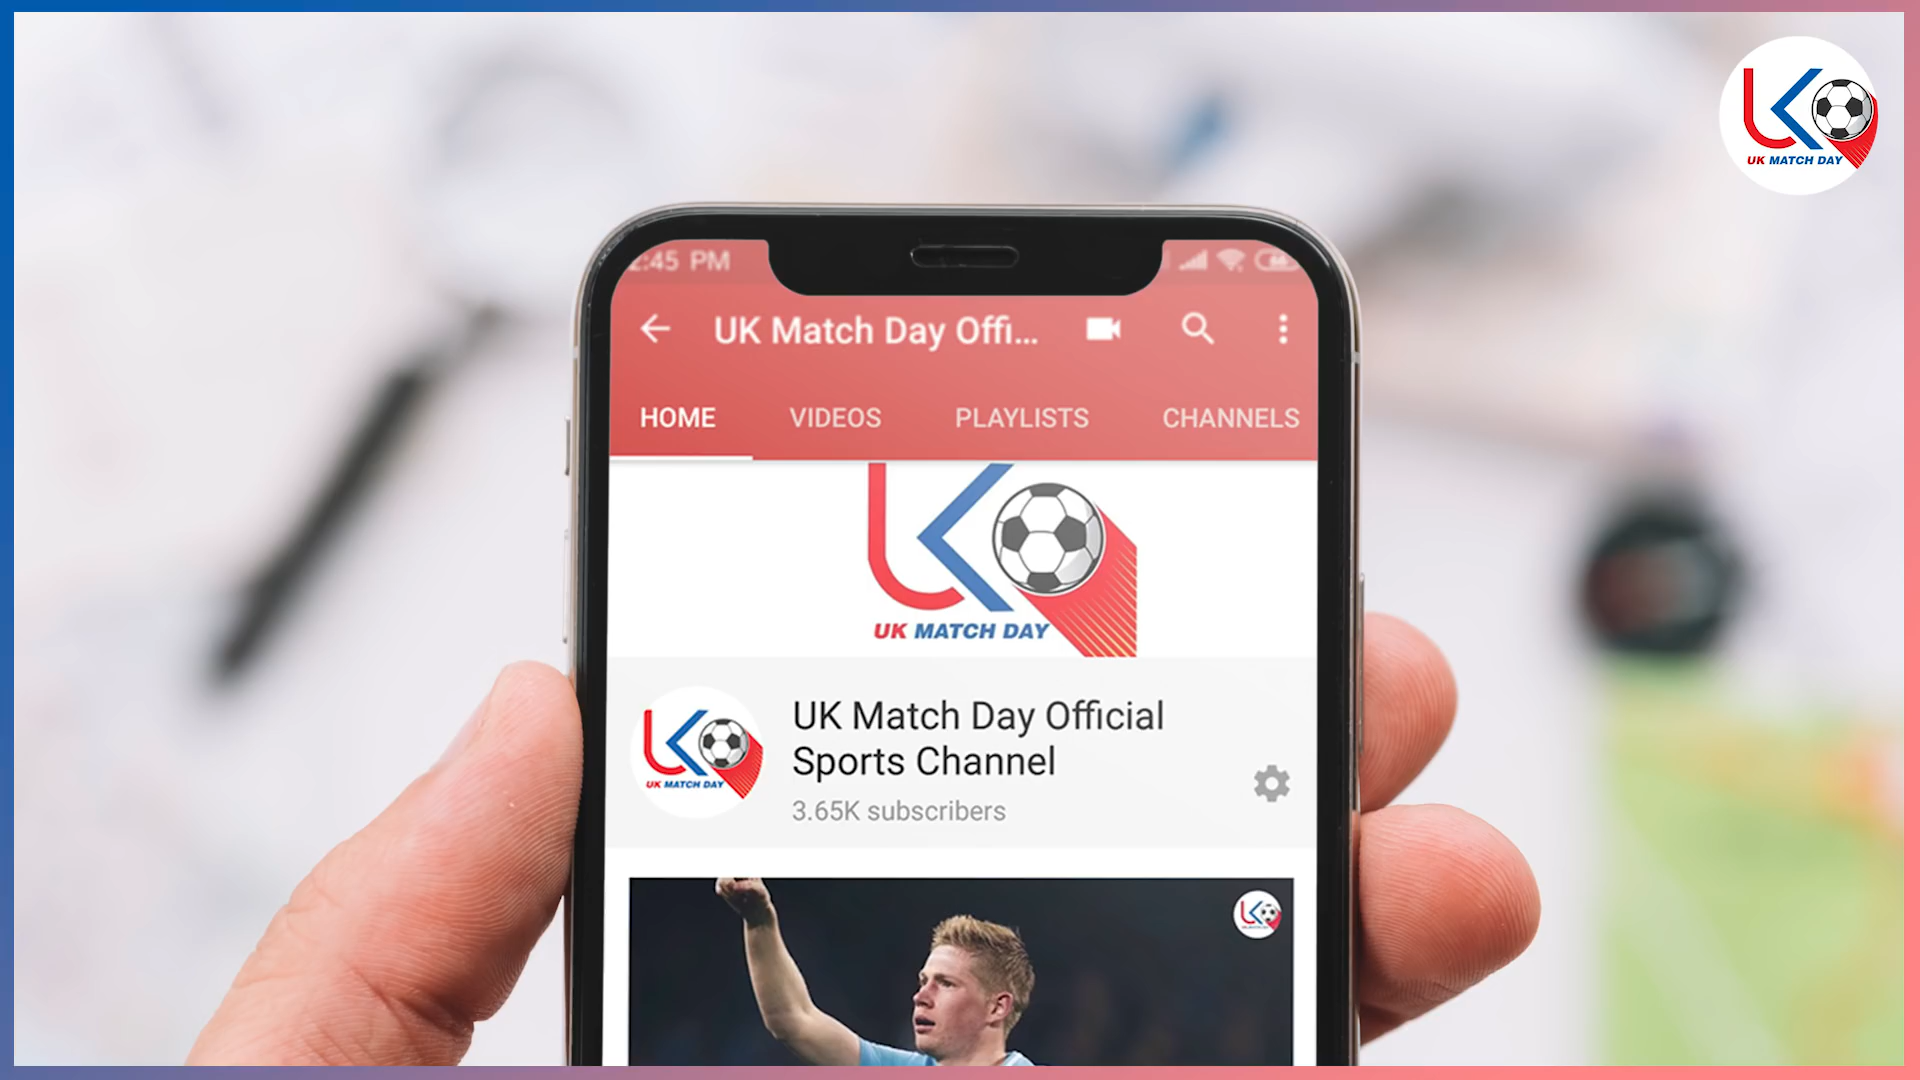 UK MATCH DAY
:45 PM
UK Match Day Offi...
HOME VIDEOS PLAYLISTS CHANNELS
UK MATCH DAY
UK Match Day Official
Sports Channel
UK MATCH DAY
3.65K subscribers